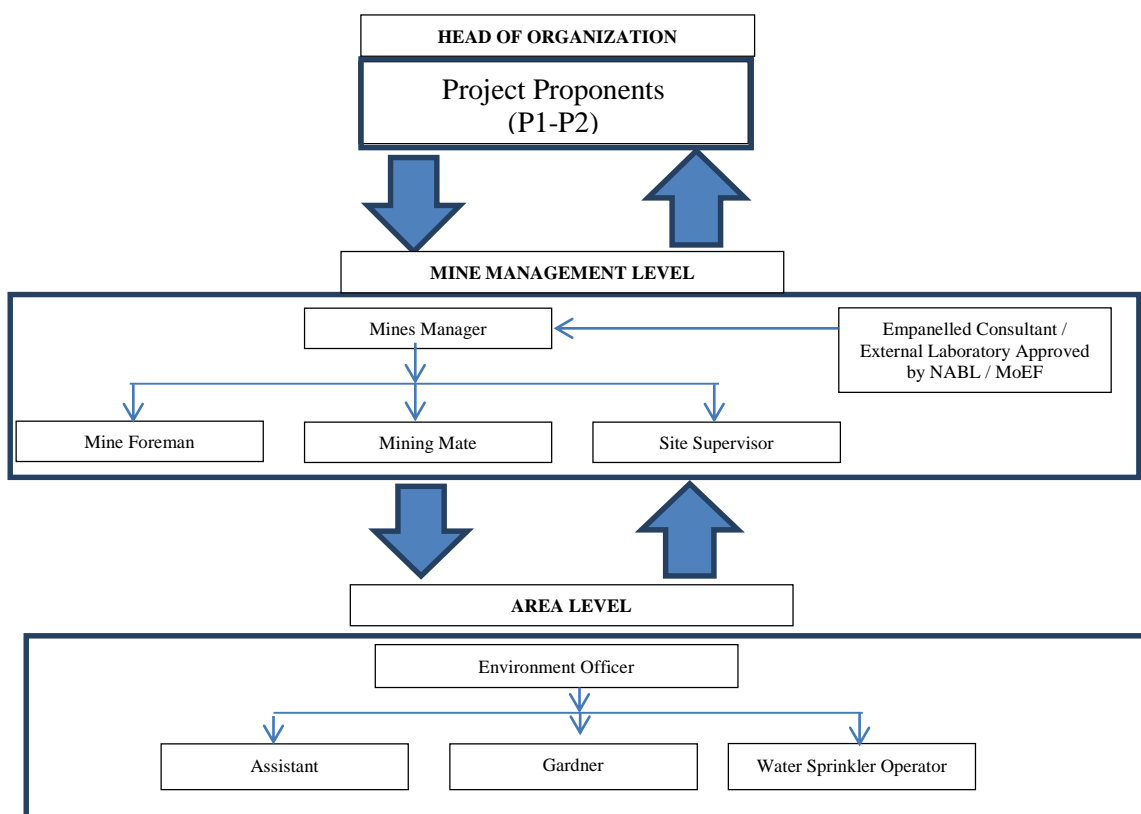 HEAD OF ORGANIZATION
Project Proponents
(P1-P2)
MINE MANAGEMENT LEVEL
Mines Manager
Empanelled Consultant /
External Laboratory Approved
by NABL / MoEF
Mine Foreman
Mining Mate
Site Supervisor
AREA LEVEL
Environment Officer
Assistant
Gardner
Water Sprinkler Operator